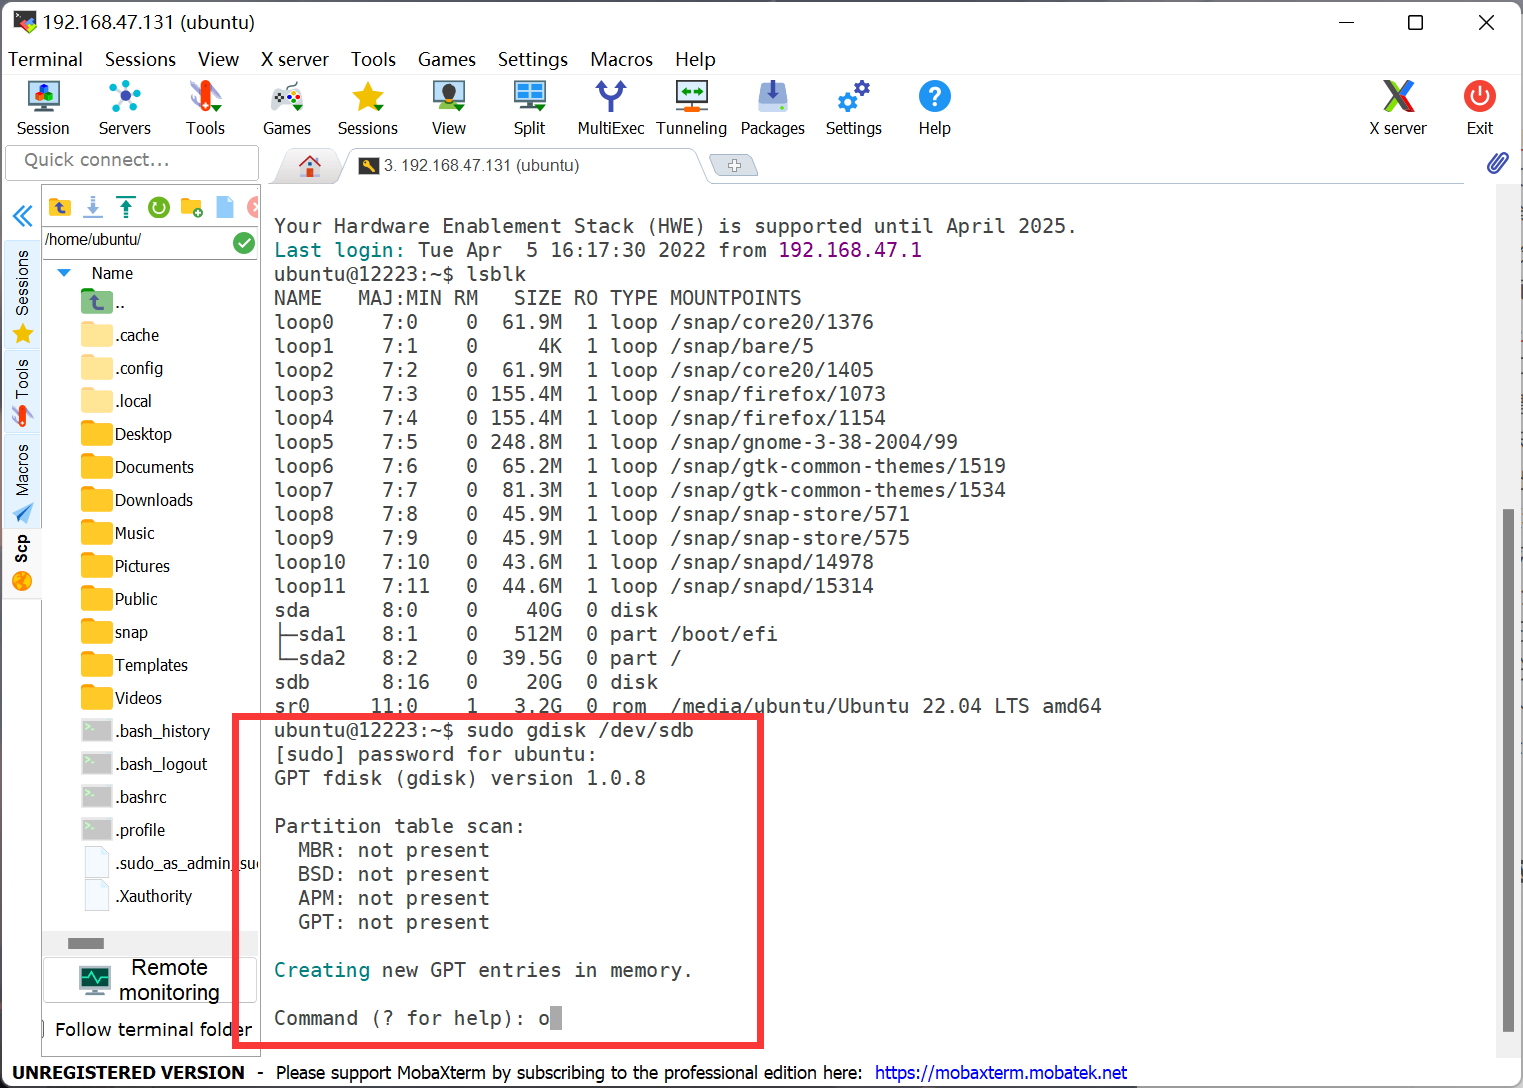 192.168.47.131 (ubuntu)
Terminal Sessions View X server Tools Games Settings Macros Help
Session Servers Tools Games Sessions View Split MultiExec Tunneling Packages Settings Help X server Exit
Quick connect...
3. 192.168.47.131 (ubuntu)
/home/ubuntu/
Name
..
.cache
.config
.local
Desktop
Documents
Downloads
Music
Pictures
Public
snap
Templates
Videos
.bash_history
.bash_logout
.bashrc
.profile
.sudo_as_admin_su
.Xauthority
Sessions
Tools
Macros
Scp
Remote
monitoring
Follow terminal folder
Your Hardware Enablement Stack (HWE) is supported until April 2025.
Last login: Tue Apr  5 16:17:30 2022 from 192.168.47.1
ubuntu@12223:~$ lsblk
NAME   MAJ:MIN RM   SIZE RO TYPE MOUNTPOINTS
loop0    7:0    0  61.9M  1 loop /snap/core20/1376
loop1    7:1    0     4K  1 loop /snap/bare/5
loop2    7:2    0  61.9M  1 loop /snap/core20/1405
loop3    7:3    0 155.4M  1 loop /snap/firefox/1073
loop4    7:4    0 155.4M  1 loop /snap/firefox/1154
loop5    7:5    0 248.8M  1 loop /snap/gnome-3-38-2004/99
loop6    7:6    0  65.2M  1 loop /snap/gtk-common-themes/1519
loop7    7:7    0  81.3M  1 loop /snap/gtk-common-themes/1534
loop8    7:8    0  45.9M  1 loop /snap/snap-store/571
loop9    7:9    0  45.9M  1 loop /snap/snap-store/575
loop10   7:10   0  43.6M  1 loop /snap/snapd/14978
loop11   7:11   0  44.6M  1 loop /snap/snapd/15314
sda      8:0    0    40G  0 disk
├─sda1   8:1    0   512M  0 part /boot/efi
└─sda2   8:2    0  39.5G  0 part /
sdb      8:16   0    20G  0 disk
sr0     11:0    1   3.2G  0 rom  /media/ubuntu/Ubuntu 22.04 LTS amd64
ubuntu@12223:~$ sudo gdisk /dev/sdb
[sudo] password for ubuntu:
GPT fdisk (gdisk) version 1.0.8
Partition table scan:
  MBR: not present
  BSD: not present
  APM: not present
  GPT: not present
Creating new GPT entries in memory.
Command (? for help): o
UNREGISTERED VERSION - Please support MobaXterm by subscribing to the professional edition here: https://mobaxterm.mobatek.net